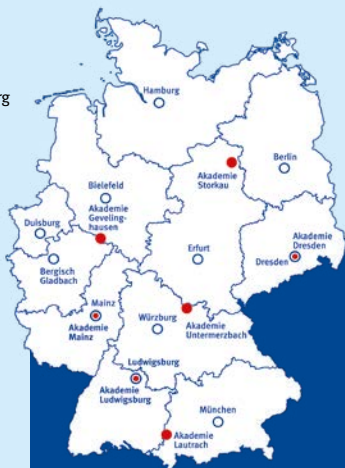 rg
Hamburg
Akademie
Storkau
Berlin
Bielefeld
Akademie
Geveling-
hausen
Duisburg
Bergisch
Gladbach
Erfurt
Akademie
Dresden
Dresden
Mainz
Akademie
Mainz
Würzburg
Akademie
Untermerzbach
Ludwigsburg
Akademie
Ludwigsburg
München
Akademie
Lautrach